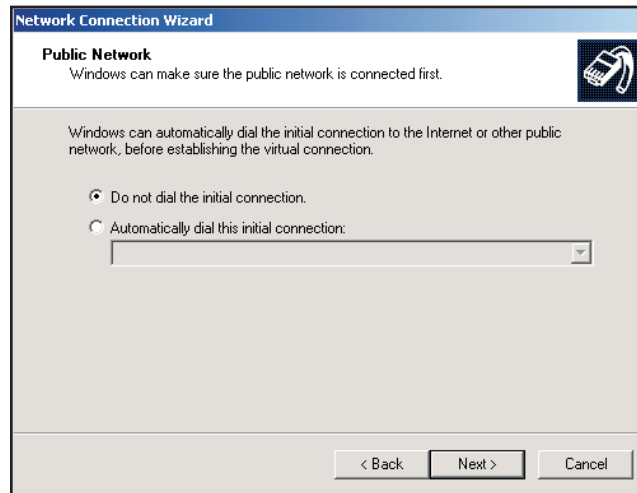 Network Connection Wizard
Public Network
Windows can make sure the public network is connected first.
Windows can automatically dial the initial connection to the Internet or other public
network, before establishing the virtual connection.
Do not dial the initial connection.
Automatically dial this initial connection:
< Back Next > Cancel